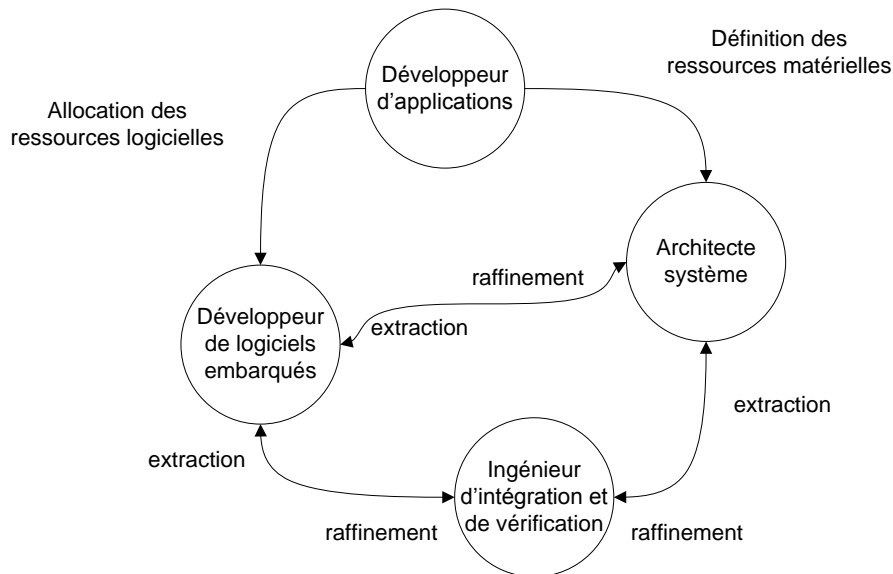 Définition des
ressources matérielles
Développeur
d’applications
Allocation des
ressources logicielles
Architecte
système
raffinement
extraction
Développeur
de logiciels
embarqués
extraction
extraction
Ingénieur
d’intégration et
de vérification
raffinement
raffinement